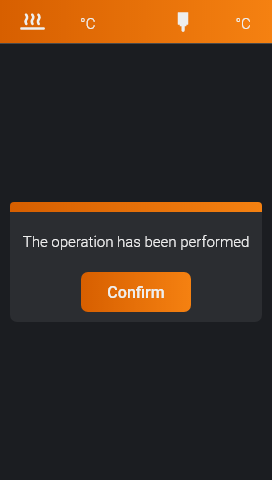 °C °C
The operation has been performed
Confirm